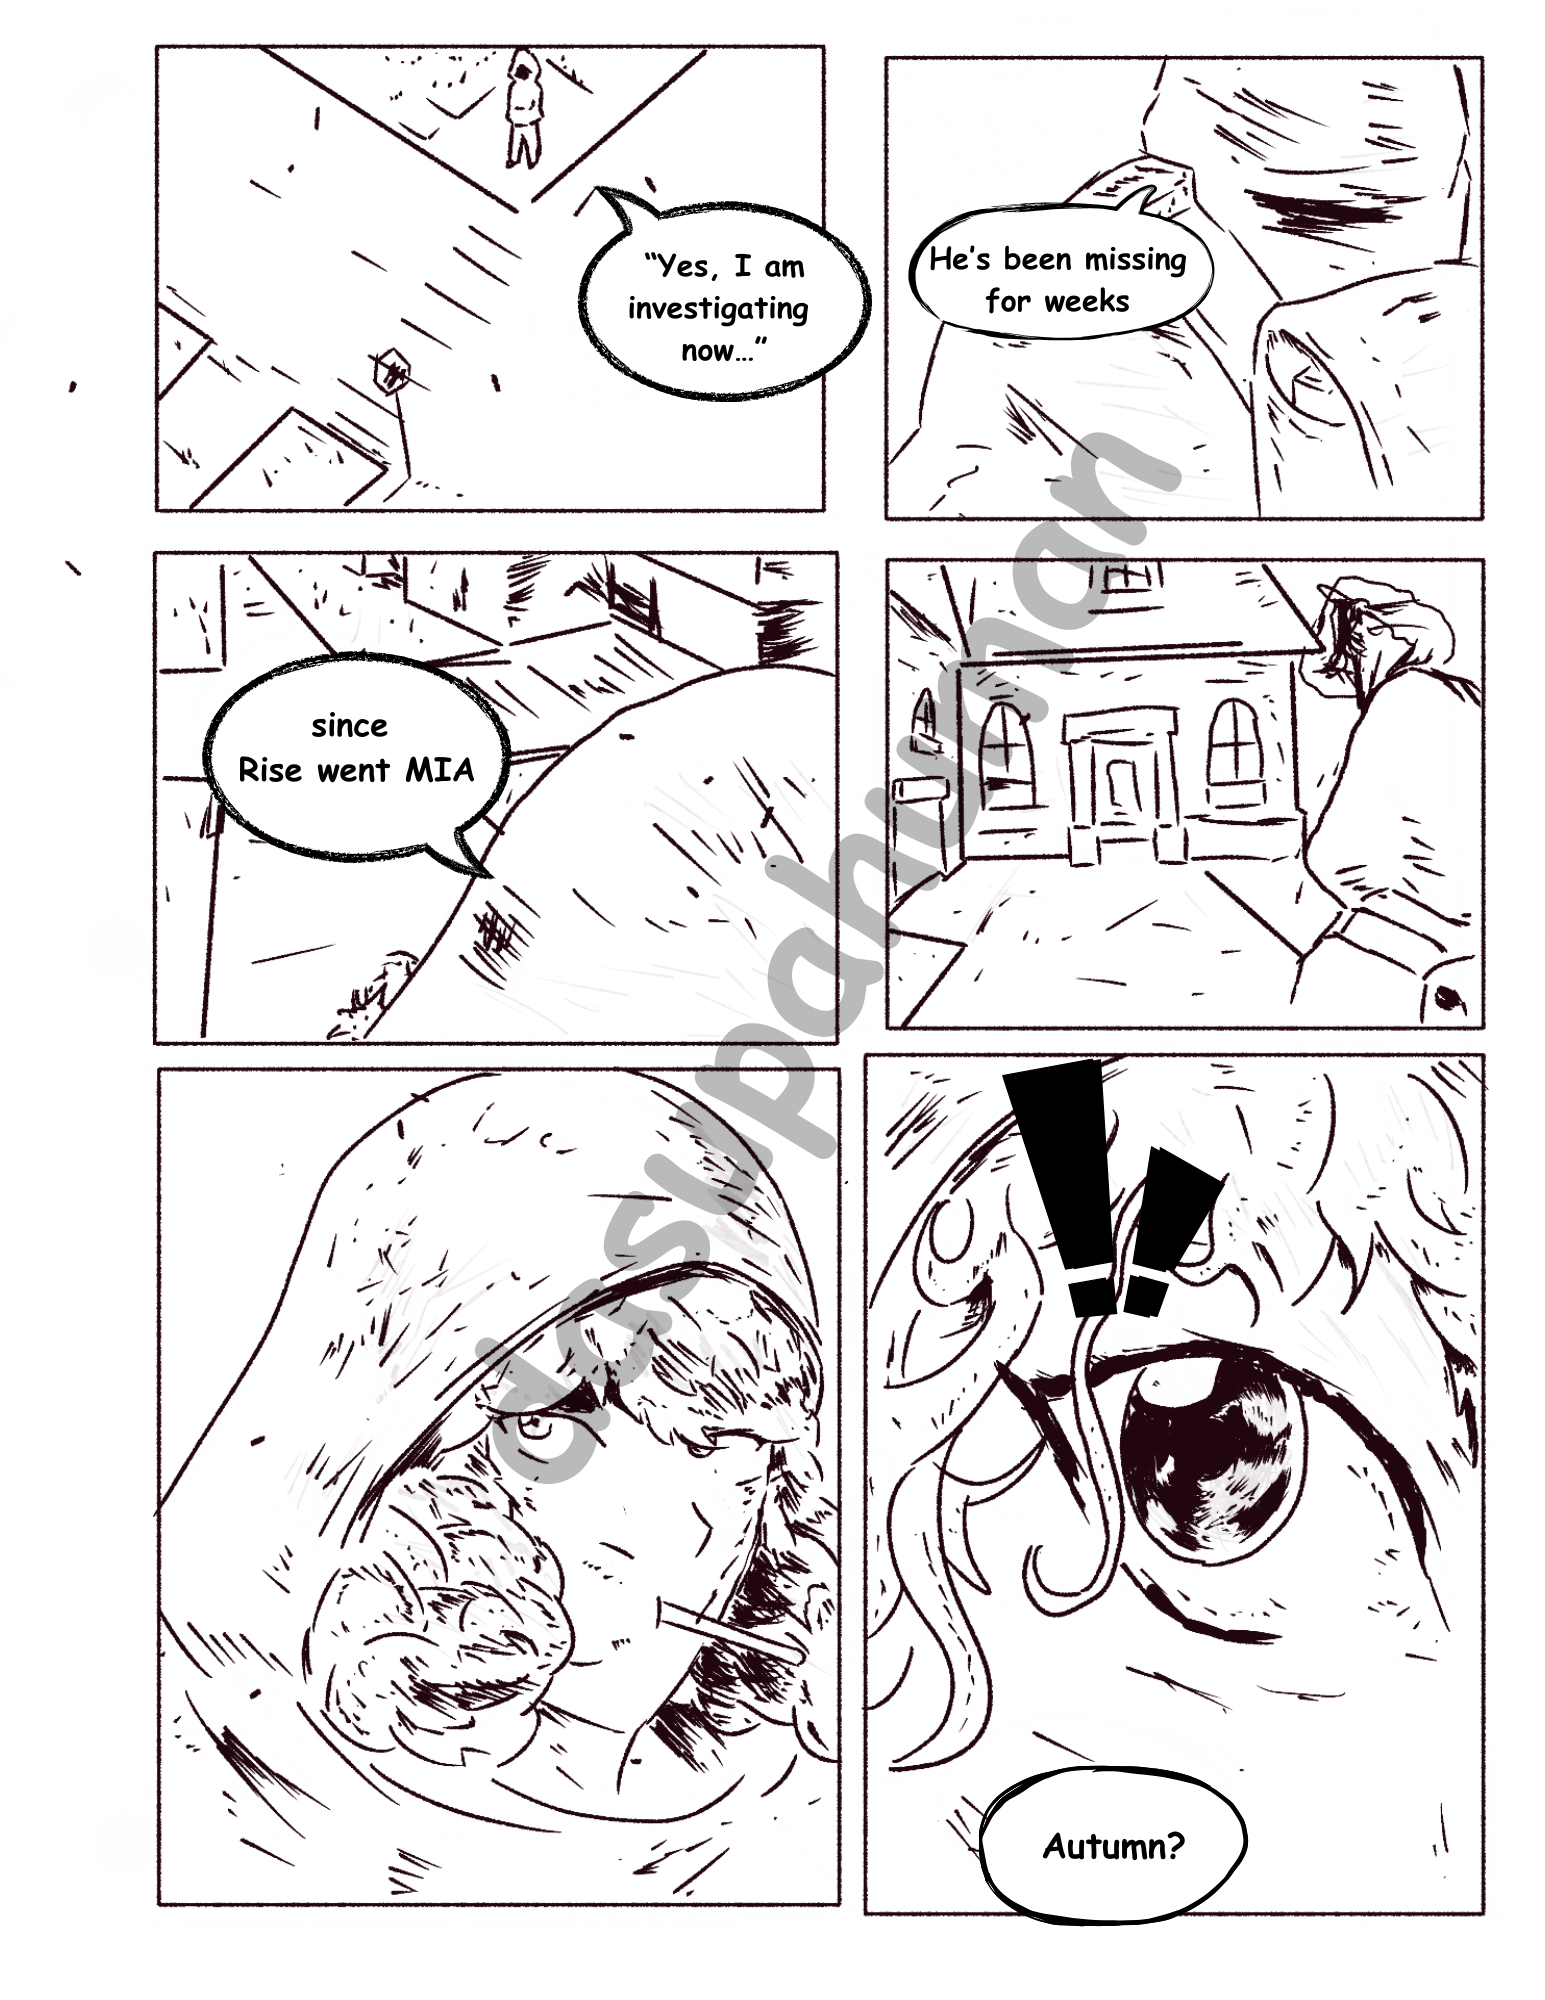 “Yes, I am
investigating
now…”
He's been missing
for weeks
since
Rise went MIA
!!
Autumn?
dasupahuman